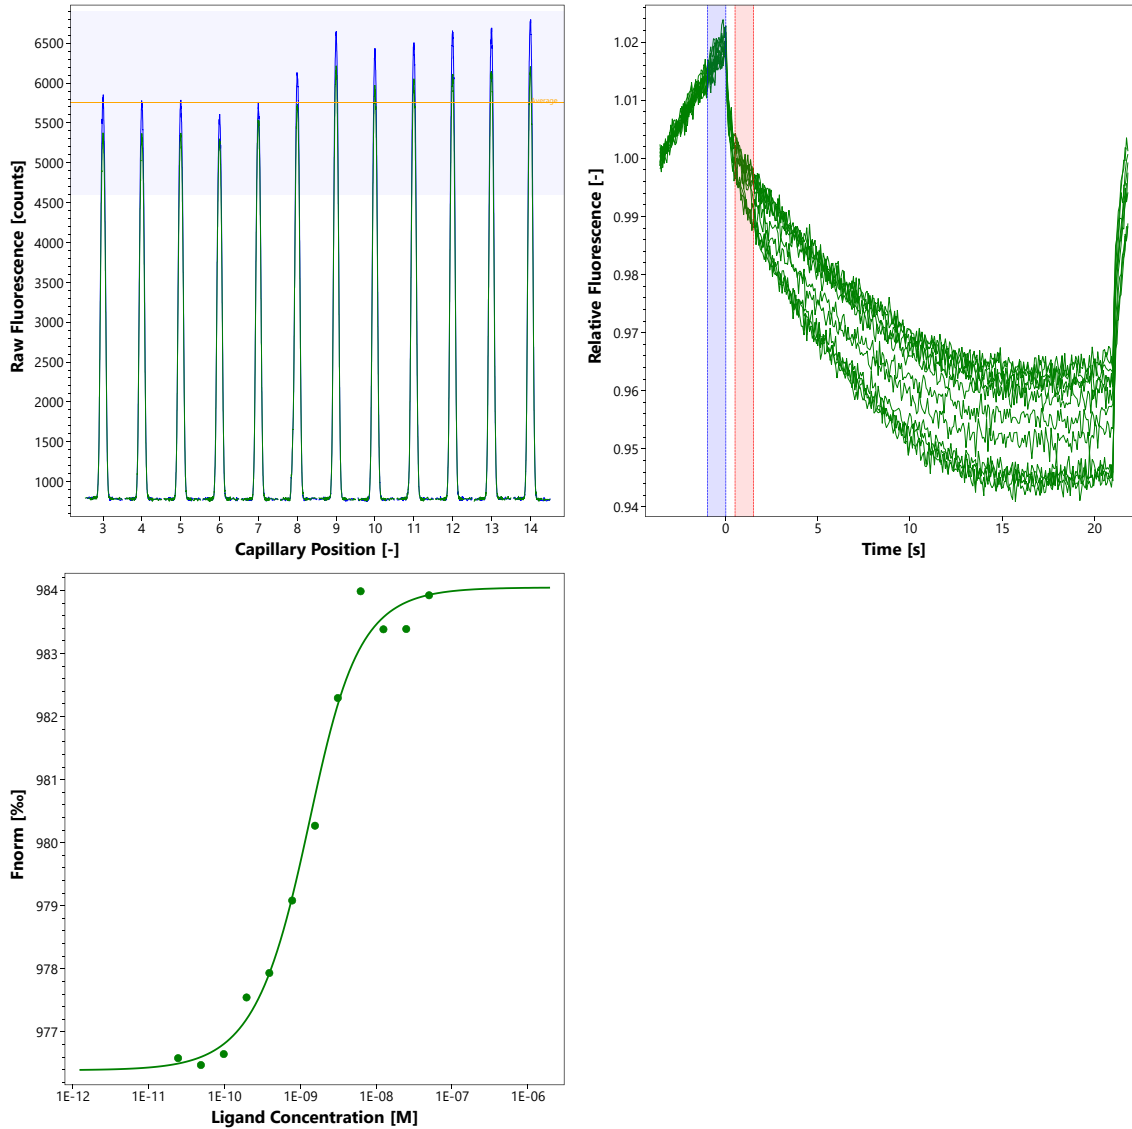 Raw Fluorescence [counts]
6500
6000
5500
5000
4500
4000
3500
3000
2500
2000
1500
1000
Average
3 4 5 6 7 8 9 10 11 12 13 14
Capillary Position [-]
Relative Fluorescence [-]
1.02
1.01
1.00
0.99
0.98
0.97
0.96
0.95
0.94
0 5 10 15 20
Time [s]
Fnorm [‰]
984
983
982
981
980
979
978
977
1E-12 1E-11 1E-10 1E-09 1E-08 1E-07 1E-06
Ligand Concentration [M]